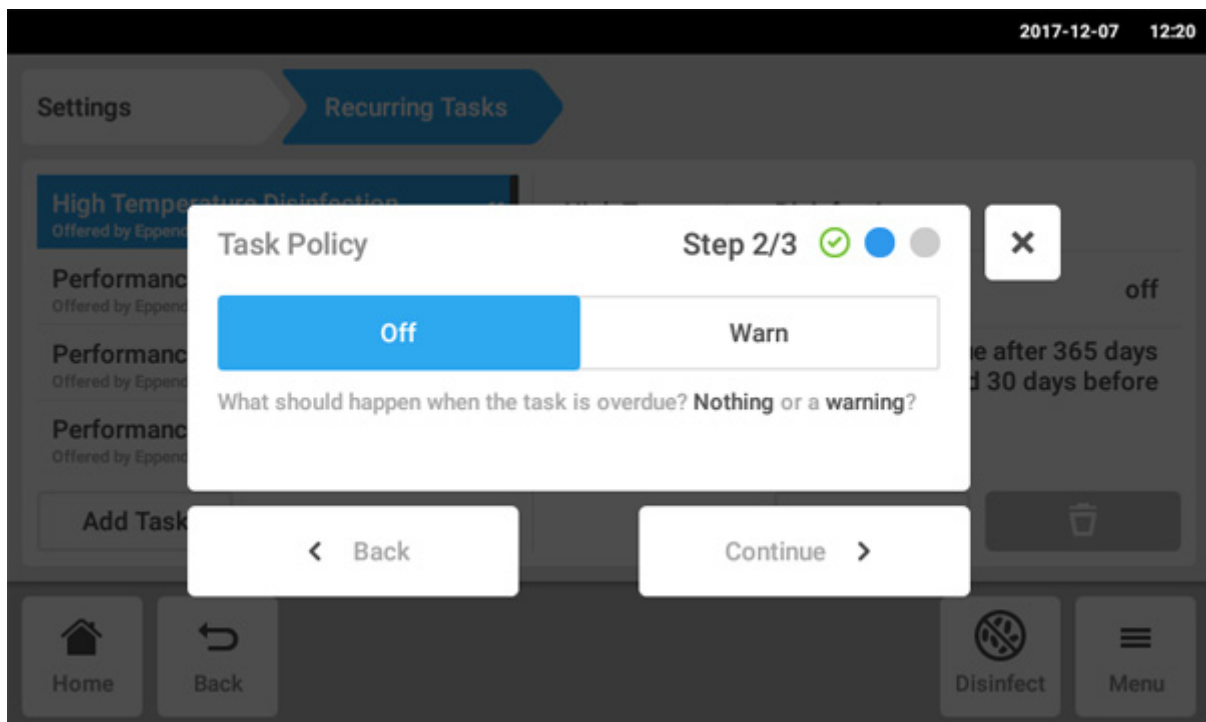 2017-12-07 12:20
Settings
Recurring Tasks
High Temperature Disinfection
Offered by Eppend
Task Policy
Step 2/3
Performanc
Offered by Eppend
off
Off
Warn
Performanc
Offered by Eppend
e after 365 days
d 30 days before
What should happen when the task is overdue? Nothing or a warning?
Performanc
Offered by Eppend
Add Task
Back
Continue
Home
Back
Disinfect
Menu